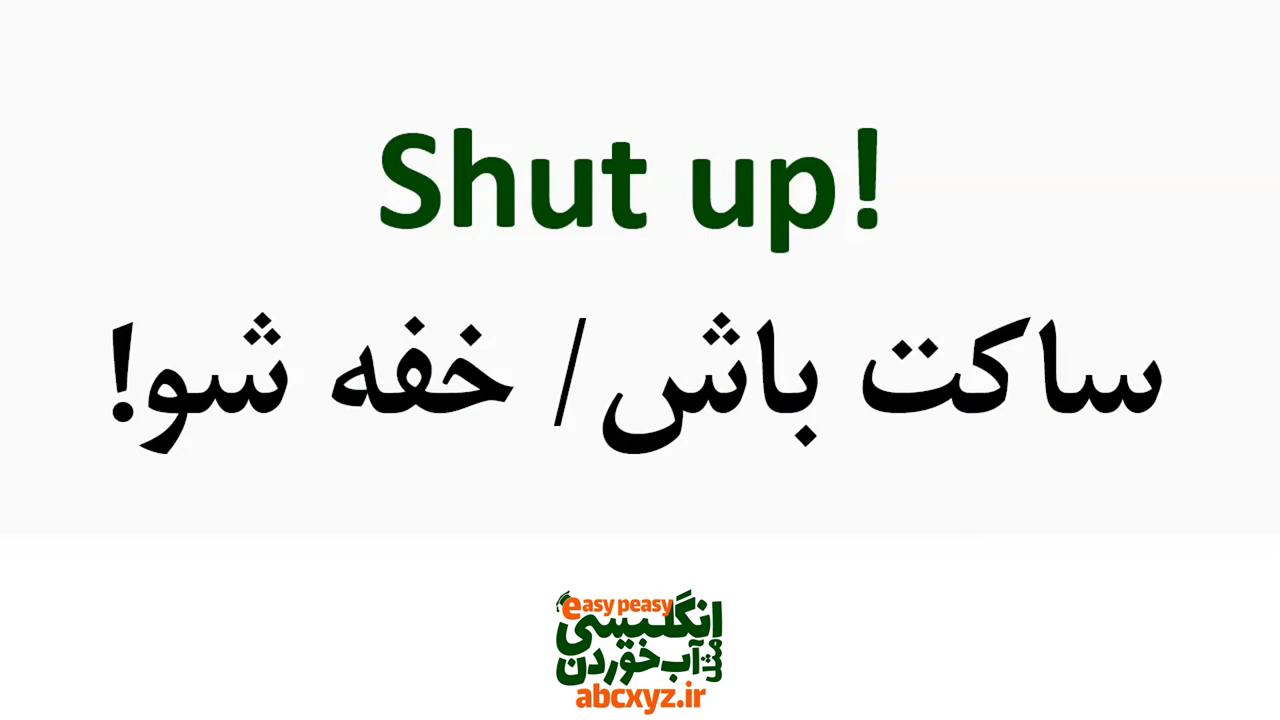 Shut up!
ساکت باش/ خفه شو!
easy peasy
انگلیسی
مثل آب خوردن
abcxyz.ir